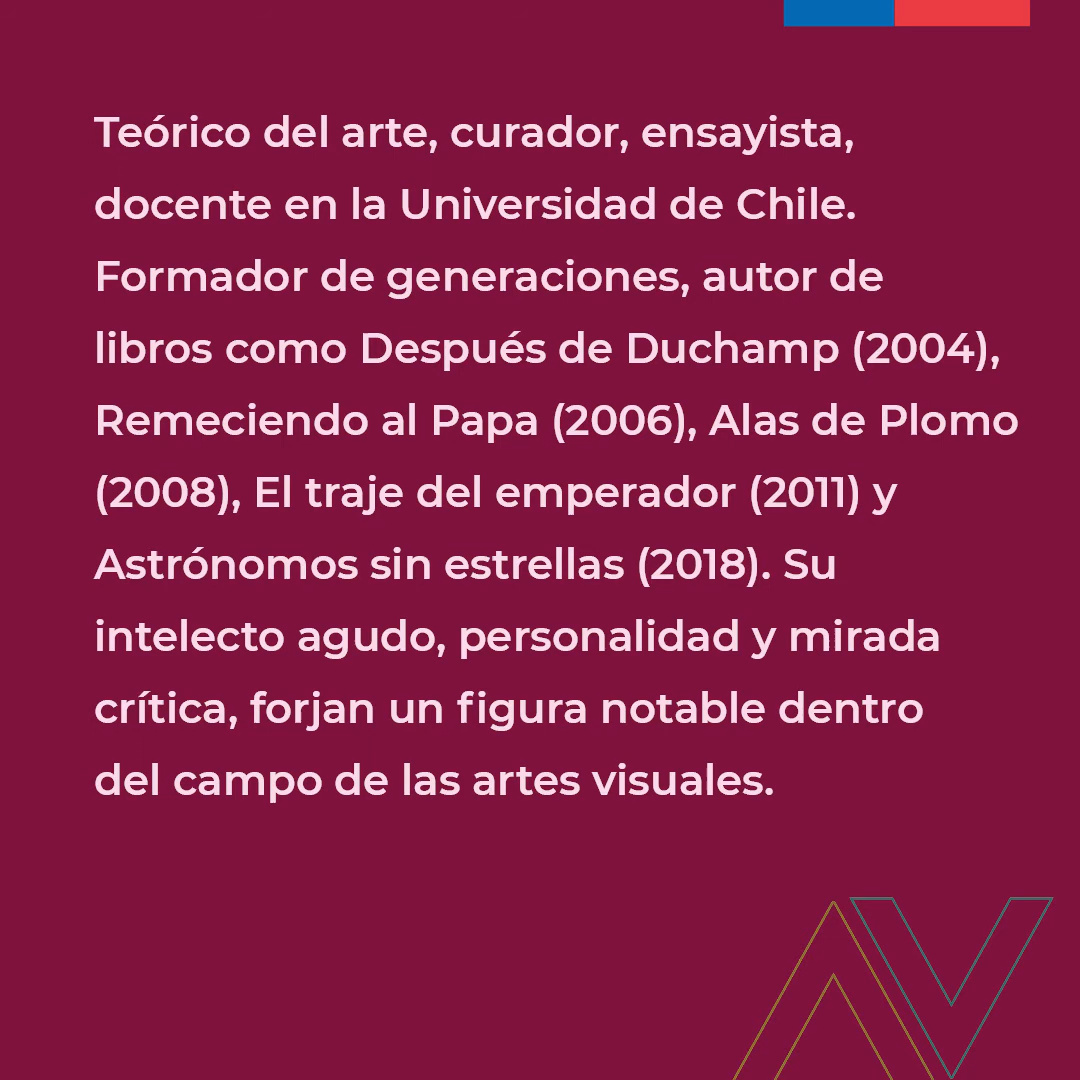 Teórico del arte, curador, ensayista,
docente en la Universidad de Chile.
Formador de generaciones, autor de
libros como Después de Duchamp (2004),
Remeciendo al Papa (2006), Alas de Plomo
(2008), El traje del emperador (2011) y
Astrónomos sin estrellas (2018). Su
intelecto agudo, personalidad y mirada
crítica, forjan un figura notable dentro
del campo de las artes visuales.